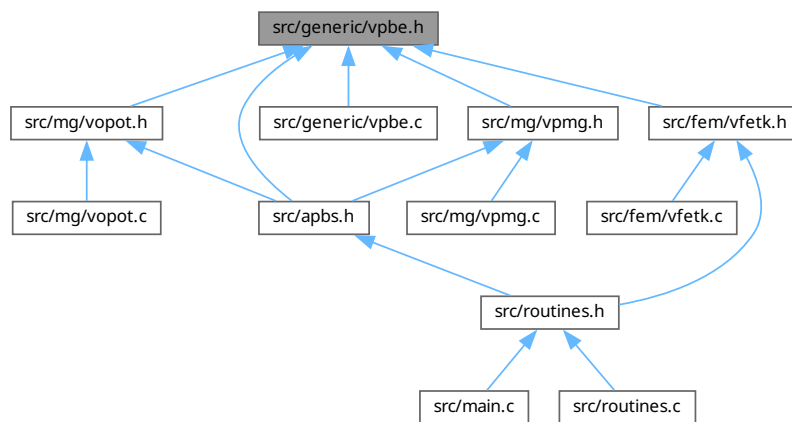 src/generic/vpbe.h
src/mg/vopot.h
src/generic/vpbe.c
src/mg/vpmg.h
src/fem/vfetk.h
src/mg/vopot.c
src/apbs.h
src/mg/vpmg.c
src/fem/vfetk.c
src/routines.h
src/main.c
src/routines.c